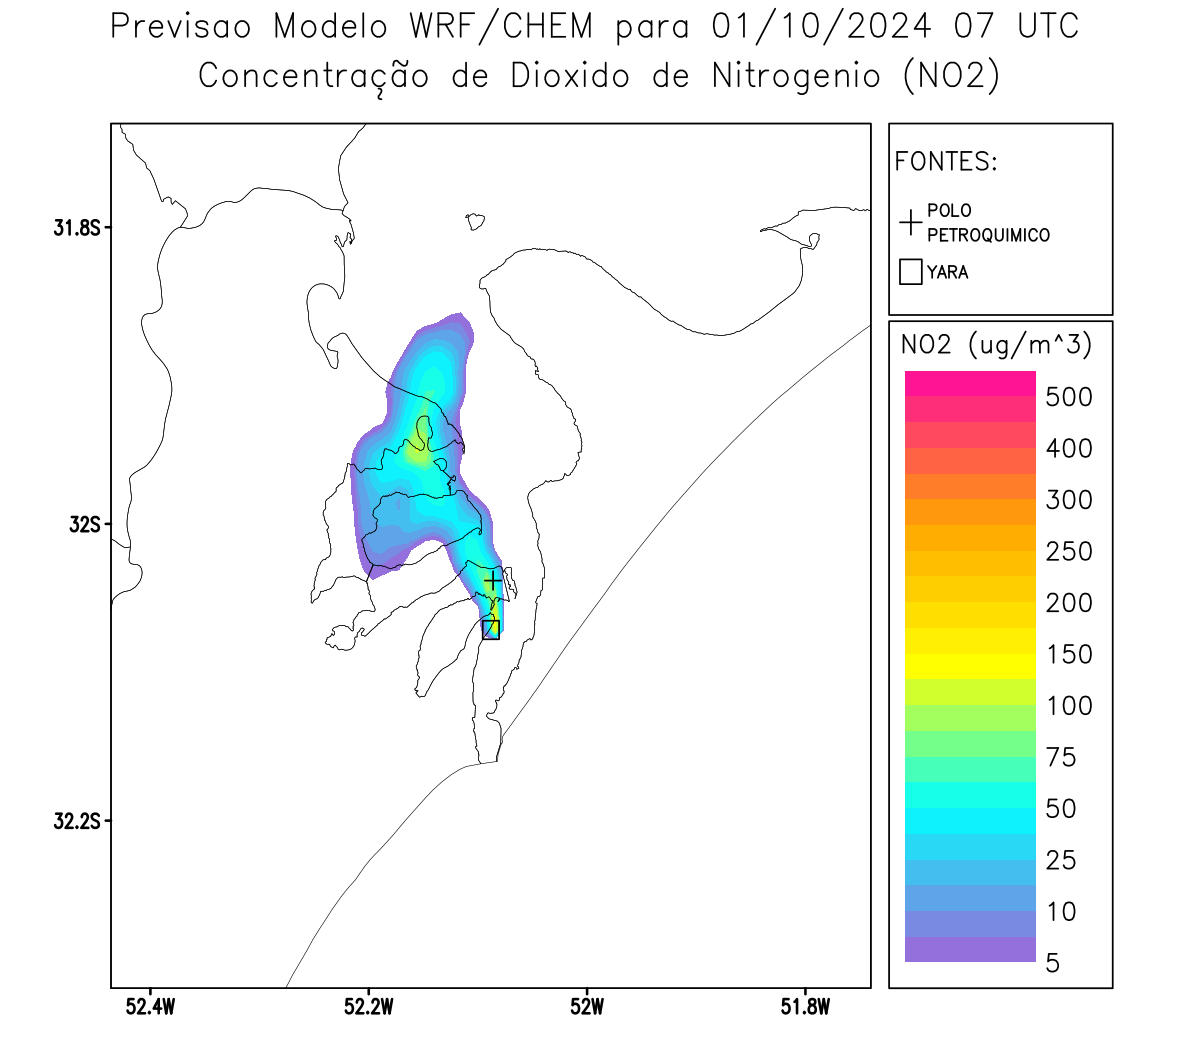 Previsao Modelo WRF/CHEM para 01/10/2024 07 UTC
Concentração de Dioxido de Nitrogenio (NO2)
FONTES:
POLO
PETROQUIMICO
YARA
NO2 (ug/m^3)
500
400
300
250
200
150
100
75
50
25
10
5
31.8S
32S
32.2S
52.4W
52.2W
52W
51.8W